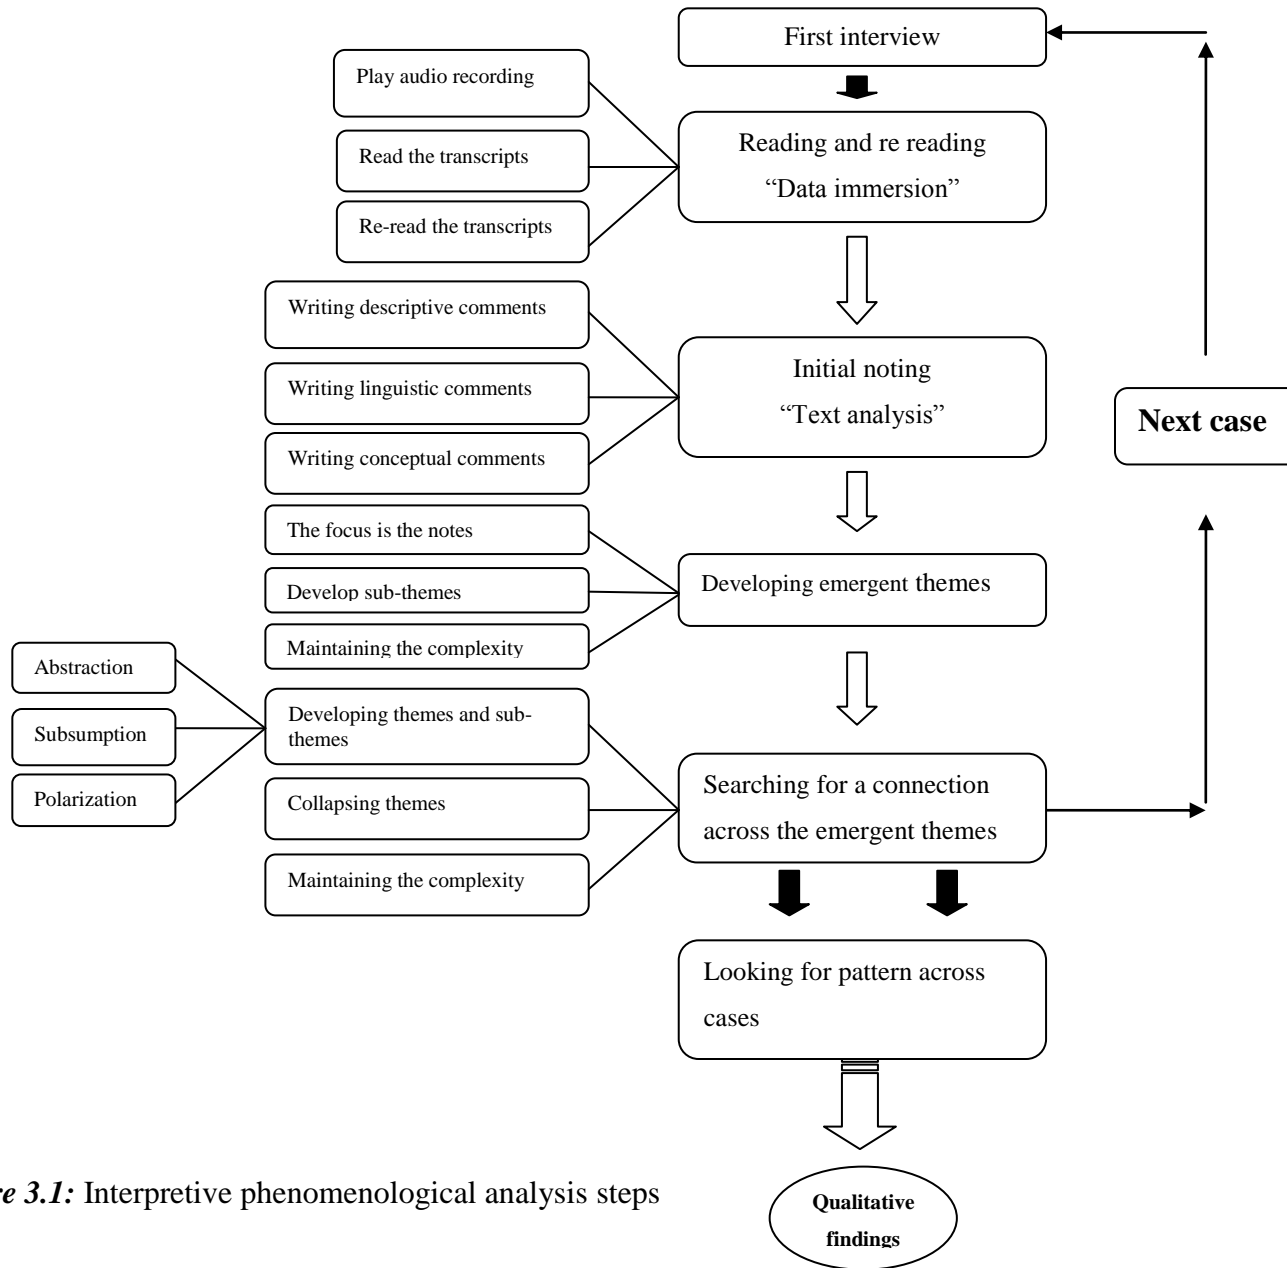 First interview
Play audio recording
Read the transcripts
Re-read the transcripts
Reading and re reading
“Data immersion”
Writing descriptive comments
Writing linguistic comments
Writing conceptual comments
Initial noting
“Text analysis”
Next case
The focus is the notes
Develop sub-themes
Maintaining the complexity
Developing emergent themes
Abstraction
Subsumption
Polarization
Developing themes and sub-
themes
Collapsing themes
Maintaining the complexity
Searching for a connection
across the emergent themes
Looking for pattern across
cases
3.1: Interpretive phenomenological analysis steps
Qualitative
findings